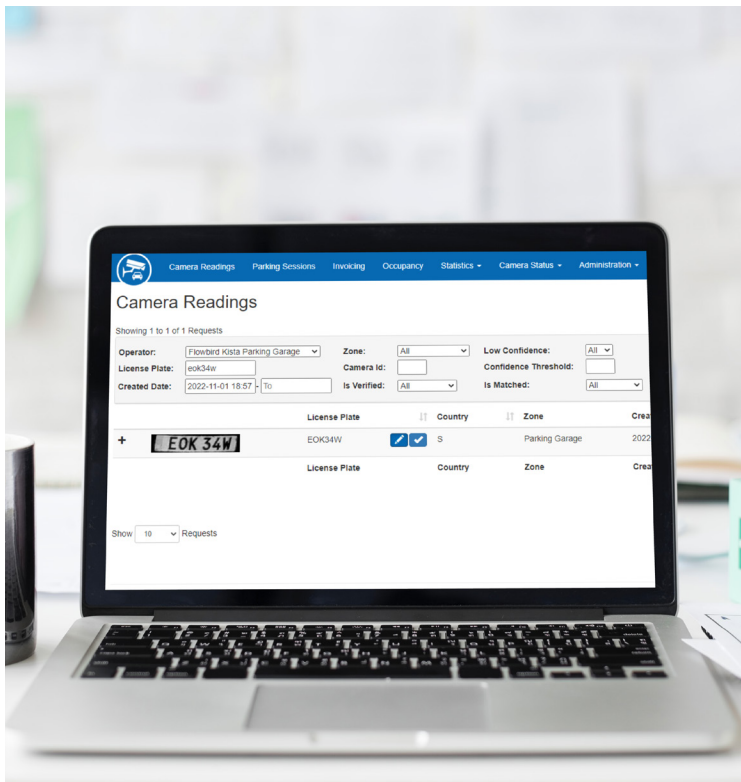 Camera Readings Parking Sessions Invoicing Occupancy Statistics Camera Status Administration
Camera Readings
Showing 1 to 1 of 1 Requests
Operator: Flowbird Kista Parking Garage Zone: All Low Confidence: All
License Plate: eok34w Camera Id: Confidence Threshold:
Created Date: 2022-11-01 18:57 - To Is Verified: All Is Matched: All
License Plate Country Zone Crea
+ EOK 34W EOK34W S Parking Garage 2022
License Plate Country Zone Crea
Show 10 Requests